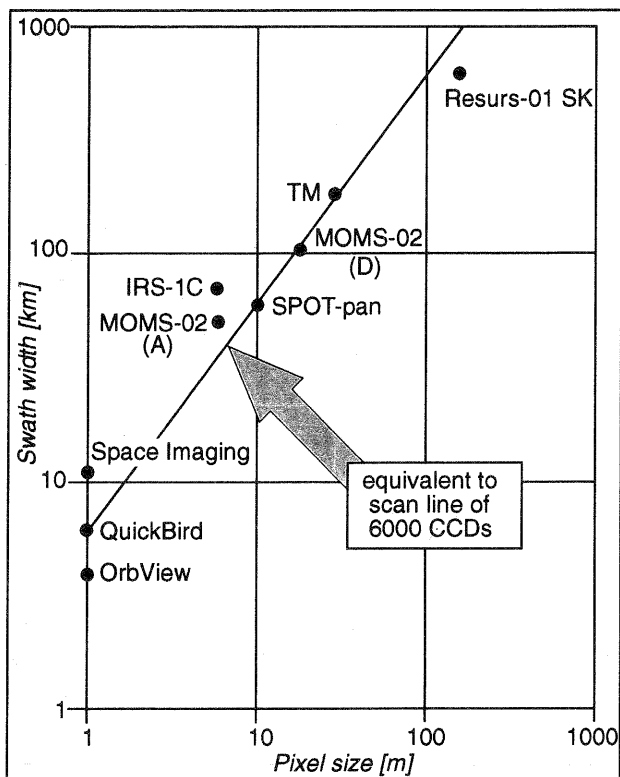 1000
Resurs-01 SK
TM
100
MOMS-02
(D)
IRS-1C
SPOT-pan
MOMS-02
(A)
Swath width [km]
Space Imaging
10
equivalent to
scan line of
6000 CCDs
QuickBird
OrbView
1
1
10
100
1000
Pixel size [m]